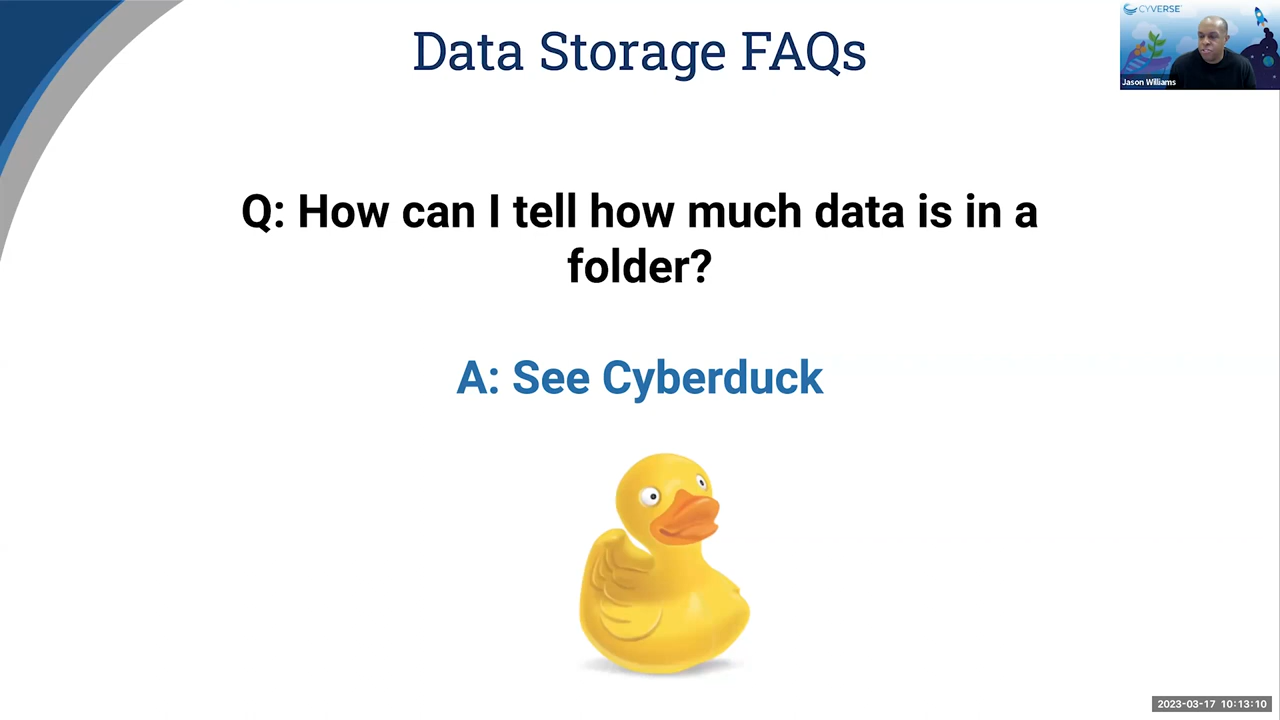 Data Storage FAQs
CYVERSE
Jason Williams
Q: How can I tell how much data is in a
folder?
A: See Cyberduck
2023-03-17 10:13:10